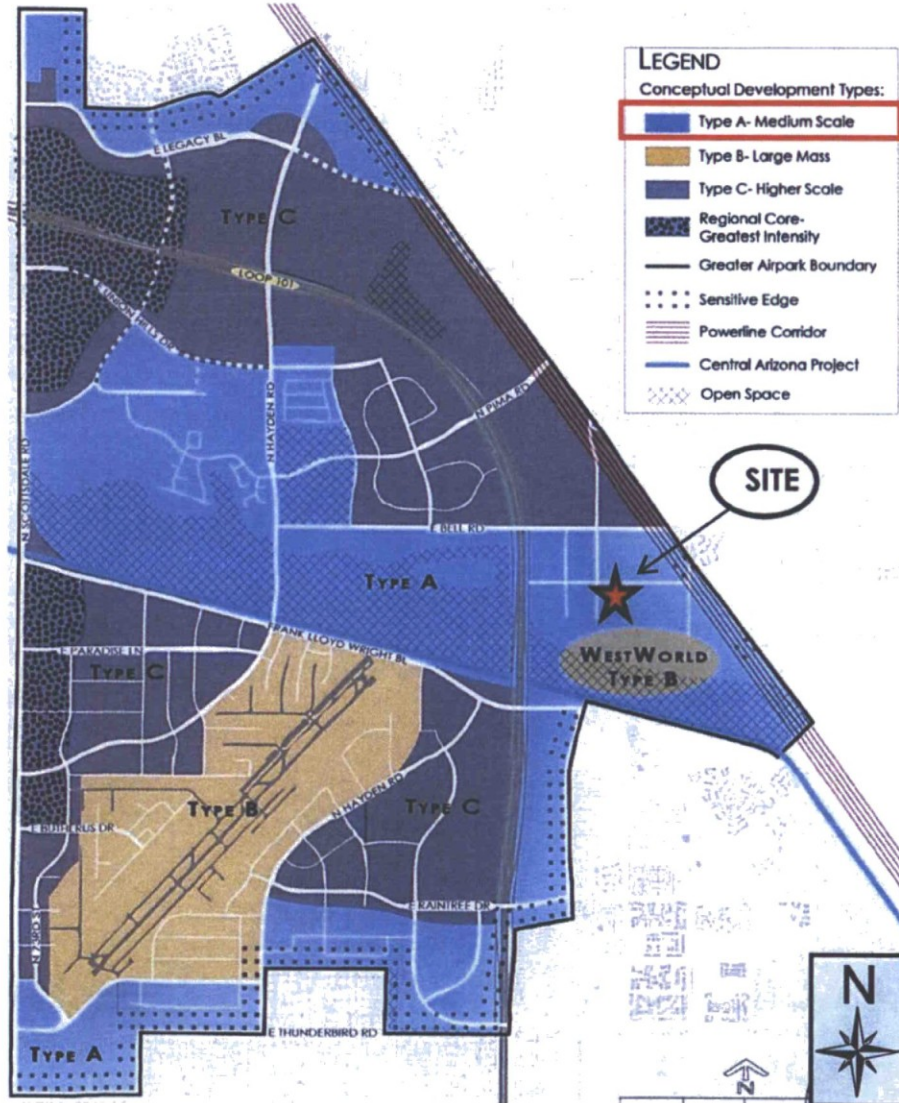 LEGEND
Conceptual Development Types:
Type A- Medium Scale
Type B- Large Mass
Type C- Higher Scale
Regional Core-
Greatest Intensity
Greater Airpark Boundary
Sensitive Edge
Powerline Corridor
Central Arizona Project
Open Space
E LEGACY BL
TYPE C
LOOP 101
E UNION HILLS DR
N HAYDEN RD
N PIMA RD
N SCOTTSDALE RD
SITE
E BELL RD
TYPE A
FRANK LLOYD WRIGHT BL
WESTWORLD
TYPE B
E PARADISE LN
TYPE C
N HAYDEN RD
TYPE C
TYPE B
E BUTHERUS DR
E RAINTREE DR
E THUNDERBIRD RD
TYPE A
N
N